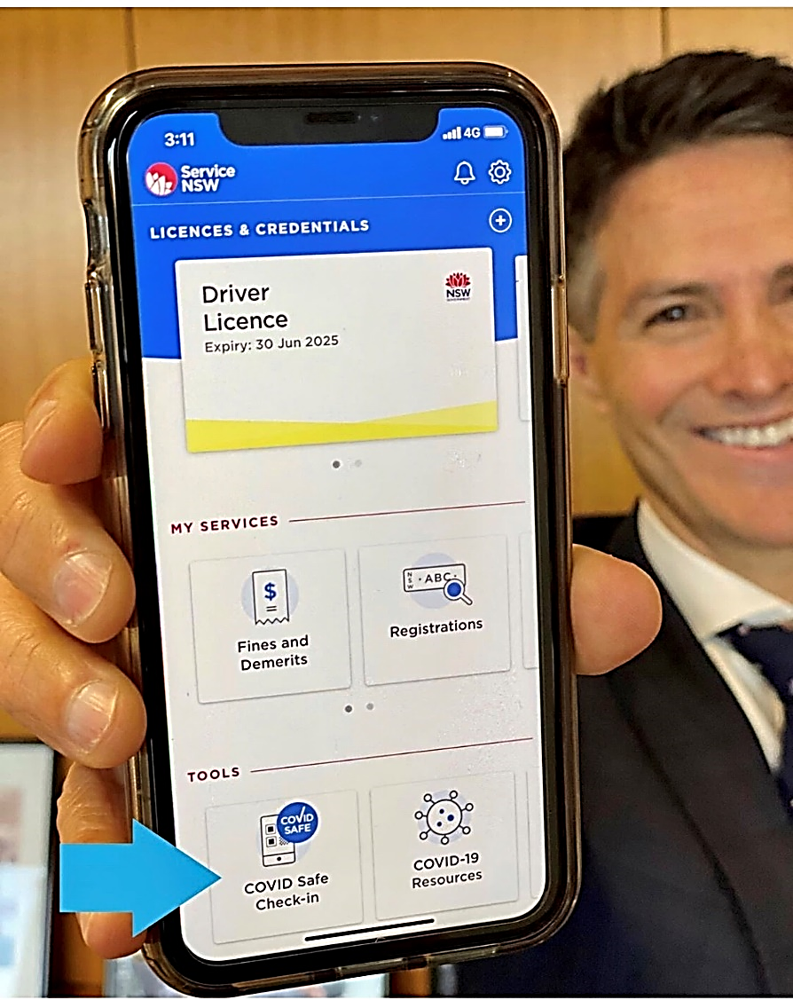 3:11
4G
Service
NSW
LICENCES & CREDENTIALS
Driver
Licence
Expiry: 30 Jun 2025
NSW
MY SERVICES
$
Fines and
Demerits
NSW
·ABC·
Registrations
TOOLS
COVID
SAFE
COVID Safe
Check-in
COVID-19
Resources